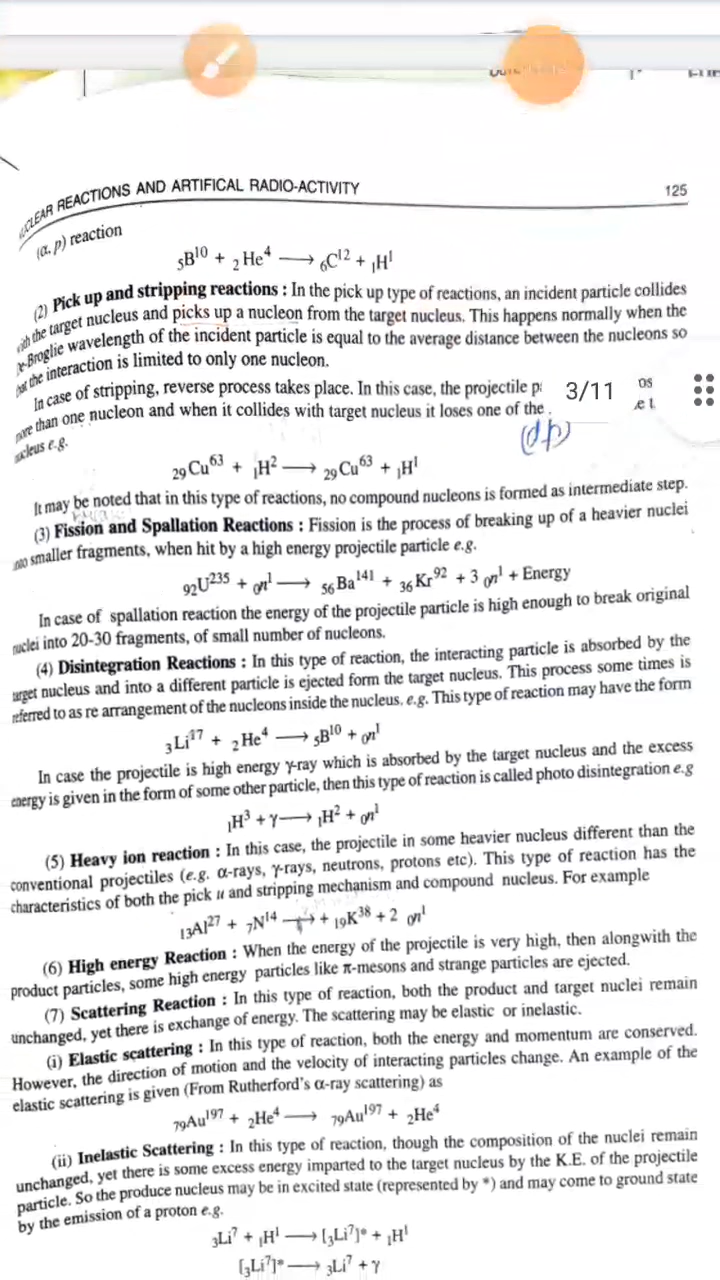 NUCLEAR REACTIONS AND ARTIFICAL RADIO-ACTIVITY 125
(α, p) reaction
₅B¹⁰ + ₂He⁴ ⟶ ₆C¹² + ₁H¹
(2) Pick up and stripping reactions : In the pick up type of reactions, an incident particle collides
with the target nucleus and picks up a nucleon from the target nucleus. This happens normally when the
de-Broglie wavelength of the incident particle is equal to the average distance between the nucleons so
that the interaction is limited to only one nucleon.
In case of stripping, reverse process takes place. In this case, the projectile
more than one nucleon and when it collides with target nucleus it loses one of the
3/11
(d,p)
nucleus e.g.
₂₉Cu⁶³ + ₁H² ⟶ ₂₉Cu⁶³ + ₁H¹
It may be noted that in this type of reactions, no compound nucleons is formed as intermediate step.
(3) Fission and Spallation Reactions : Fission is the process of breaking up of a heavier nuclei
into smaller fragments, when hit by a high energy projectile particle e.g.
₉₂U²³⁵ + ₀n¹ ⟶ ₅₆Ba¹⁴¹ + ₃₆Kr⁹² + 3 ₀n¹ + Energy
In case of spallation reaction the energy of the projectile particle is high enough to break original
nuclei into 20-30 fragments, of small number of nucleons.
(4) Disintegration Reactions : In this type of reaction, the interacting particle is absorbed by the
target nucleus and into a different particle is ejected form the target nucleus. This process some times is
referred to as re arrangement of the nucleons inside the nucleus, e.g. This type of reaction may have the form
₃Li¹⁷ + ₂He⁴ ⟶ ₅B¹⁰ + ₀n¹
In case the projectile is high energy γ-ray which is absorbed by the target nucleus and the excess
energy is given in the form of some other particle, then this type of reaction is called photo disintegration e.g
₁H³ + γ ⟶ ₁H² + ₀n¹
(5) Heavy ion reaction : In this case, the projectile in some heavier nucleus different than the
conventional projectiles (e.g. α-rays, γ-rays, neutrons, protons etc). This type of reaction has the
characteristics of both the pick u and stripping mechanism and compound nucleus. For example
₁₃Al²⁷ + ₇N¹⁴ ⟶ + ₁₉K³⁸ + 2 ₀n¹
(6) High energy Reaction : When the energy of the projectile is very high, then alongwith the
product particles, some high energy particles like π-mesons and strange particles are ejected.
(7) Scattering Reaction : In this type of reaction, both the product and target nuclei remain
unchanged, yet there is exchange of energy. The scattering may be elastic or inelastic.
(i) Elastic scattering : In this type of reaction, both the energy and momentum are conserved.
However, the direction of motion and the velocity of interacting particles change. An example of the
elastic scattering is given (From Rutherford's α-ray scattering) as
₇₉Au¹⁹⁷ + ₂He⁴ ⟶ ₇₉Au¹⁹⁷ + ₂He⁴
(ii) Inelastic Scattering : In this type of reaction, though the composition of the nuclei remain
unchanged, yet there is some excess energy imparted to the target nucleus by the K.E. of the projectile
particle. So the produce nucleus may be in excited state (represented by *) and may come to ground state
by the emission of a proton e.g.
₃Li⁷ + ₁H¹ ⟶ [₃Li⁷]* + ₁H¹
[₃Li⁷]* ⟶ ₃Li⁷ + γ